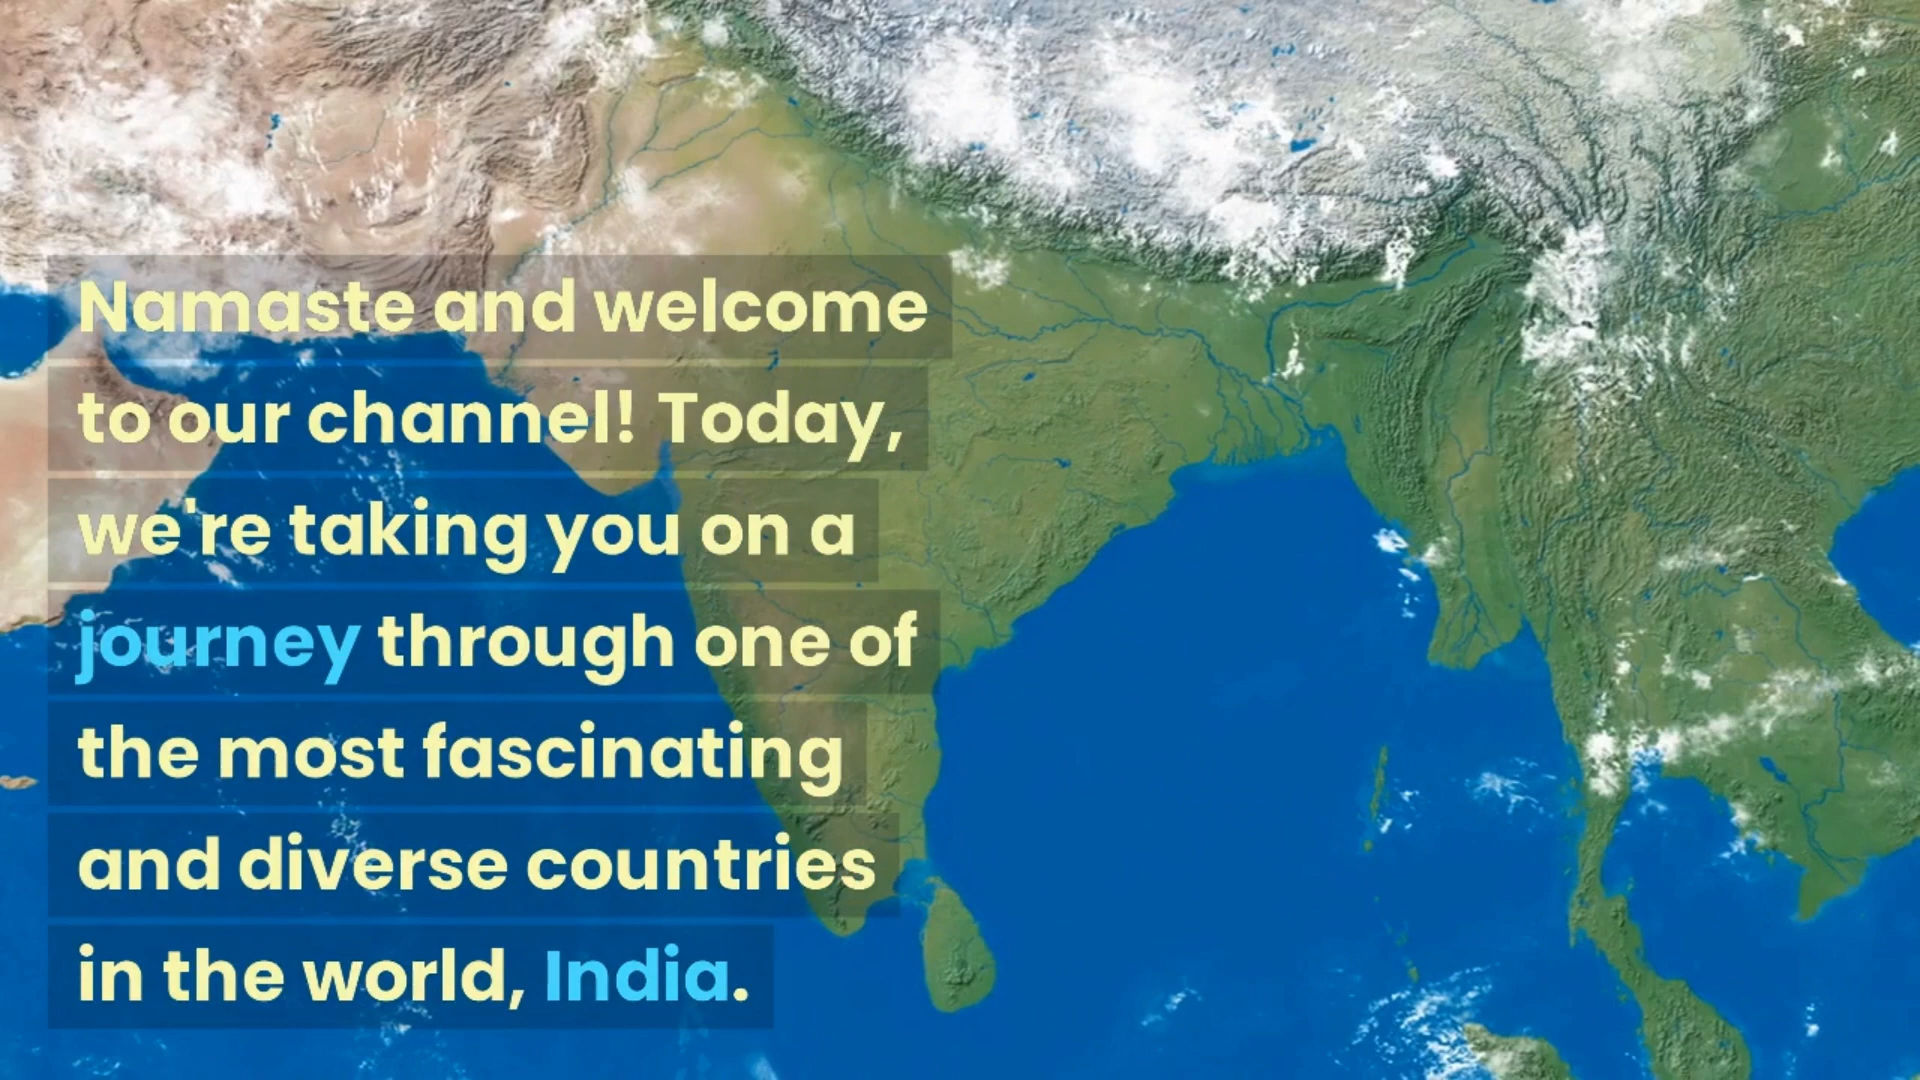 Namaste and welcome
to our channel! Today,
we're taking you on a
journey through one of
the most fascinating
and diverse countries
in the world, India.